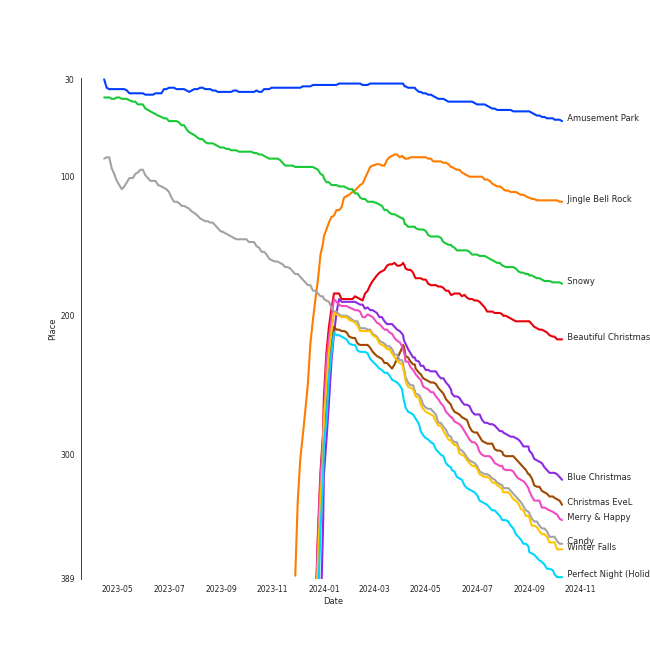 30
100
200
300
389
Place
Amusement Park
Jingle Bell Rock
Snowy
Beautiful Christmas
Blue Christmas
Christmas EveL
Merry & Happy
Candy
Winter Falls
Perfect Night (Holid
2023-05 2023-07 2023-09 2023-11 2024-01 2024-03 2024-05 2024-07 2024-09 2024-11
Date